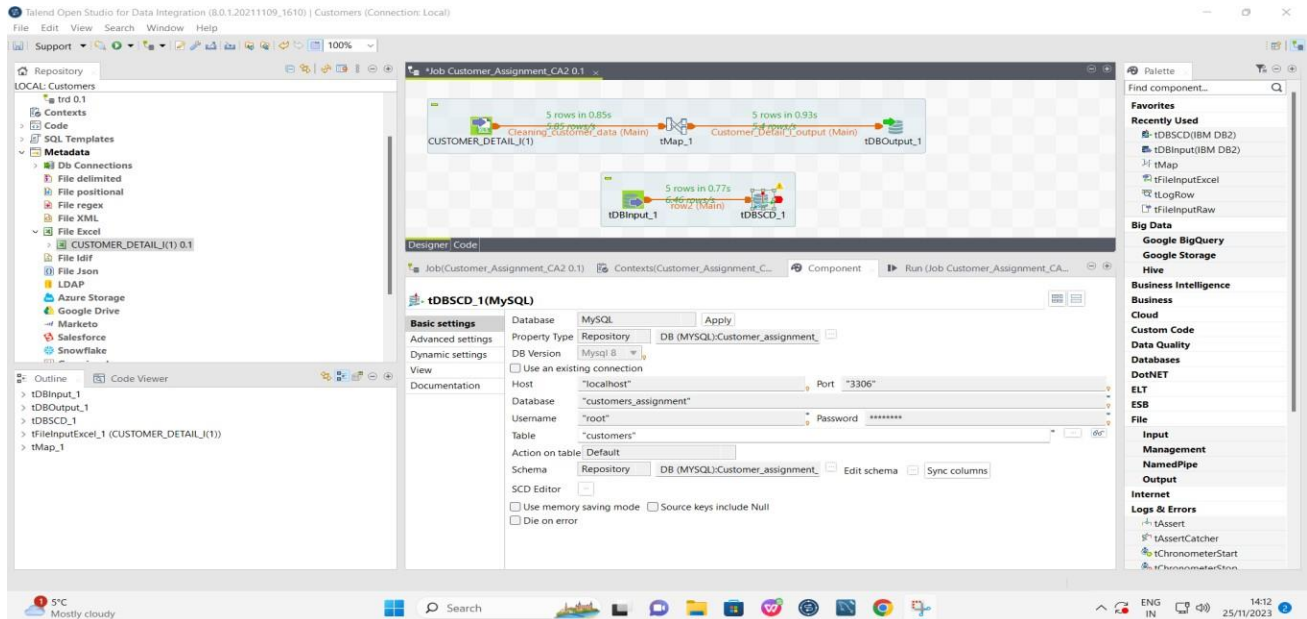 Talend Open Studio for Data Integration (8.0.1.20211109_1610) | Customers (Connection: Local)
File Edit View Search Window Help
Support 100%
Repository
LOCAL: Customers
trd 0.1
Contexts
Code
SQL Templates
Metadata
Db Connections
File delimited
File positional
File regex
File XML
File Excel
CUSTOMER_DETAIL_I(1) 0.1
File ldif
File Json
LDAP
Azure Storage
Google Drive
Marketo
Salesforce
Snowflake
Outline Code Viewer
tDBInput_1
tDBOutput_1
tDBSCD_1
tFileInputExcel_1 (CUSTOMER_DETAIL_I(1))
tMap_1
*Job Customer_Assignment_CA2 0.1
5 rows in 0.85s
5.85 rows/s
Cleaning_customer_data (Main)
5 rows in 0.93s
5.4 rows/s
Customer_Detail_I_output (Main)
CUSTOMER_DETAIL_I(1) tMap_1 tDBOutput_1
5 rows in 0.77s
6.46 rows/s
row2 (Main)
tDBInput_1 tDBSCD_1
Designer Code
Job(Customer_Assignment_CA2 0.1) Contexts(Customer_Assignment_C... Component Run (Job Customer_Assignment_CA...
tDBSCD_1(MySQL)
Basic settings
Advanced settings
Dynamic settings
View
Documentation
Database MySQL Apply
Property Type Repository DB (MYSQL):Customer_assignment_
DB Version Mysql 8
Use an existing connection
Host "localhost" Port "3306"
Database "customers_assignment"
Username "root" Password ********
Table "customers"
Action on table Default
Schema Repository DB (MYSQL):Customer_assignment_ Edit schema Sync columns
SCD Editor
Use memory saving mode Source keys include Null
Die on error
Palette
Find component...
Favorites
Recently Used
tDBSCD(IBM DB2)
tDBInput(IBM DB2)
tMap
tFileInputExcel
tLogRow
tFileInputRaw
Big Data
Google BigQuery
Google Storage
Hive
Business Intelligence
Business
Cloud
Custom Code
Data Quality
Databases
DotNET
ELT
ESB
File
Input
Management
NamedPipe
Output
Internet
Logs & Errors
tAssert
tAssertCatcher
tChronometerStart
tChronometerStop
5°C
Mostly cloudy
Search
ENG
IN
14:12
25/11/2023